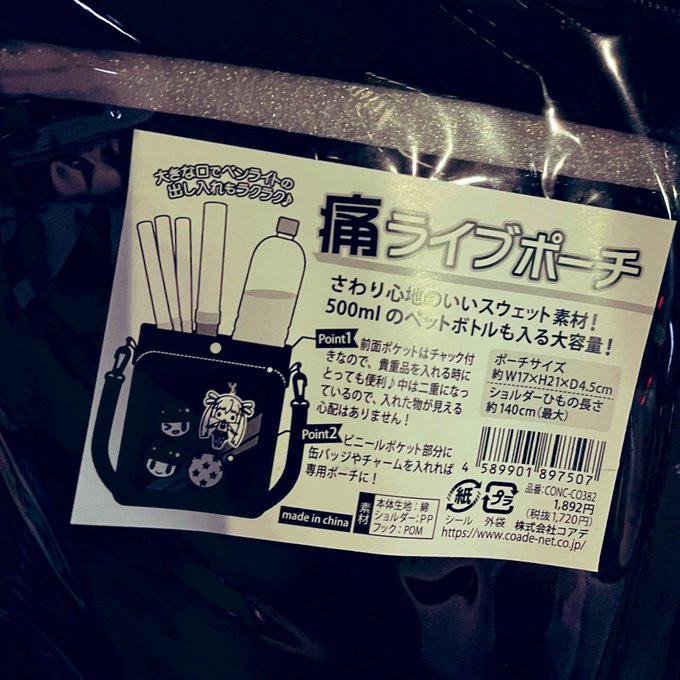 大きな口でペンライトの
出し入れもラクラク♪
痛ライブポーチ
さわり心地のいいスウェット素材!
500mlのペットボトルも入る大容量!
Point1 前面ポケットはチャック付
きなので、貴重品を入れる時に
とっても便利♪中は二重になっ
ているので、入れた物が見える
心配はありません!
Point2 ビニールポケット部分に
缶バッジやチャームを入れれば
専用ポーチに!
ポーチサイズ
約W17×H21×D4.5cm
ショルダーひもの長さ
約140cm(最大)
4 589901 897507
品番:CONC-CO382
1,892円
(税抜1,720円)
紙 プラ
シール 外袋
株式会社コアデ
https://www.coade-net.co.jp/
made in china
素材
本体生地:綿
ショルダー:PP
フック:POM